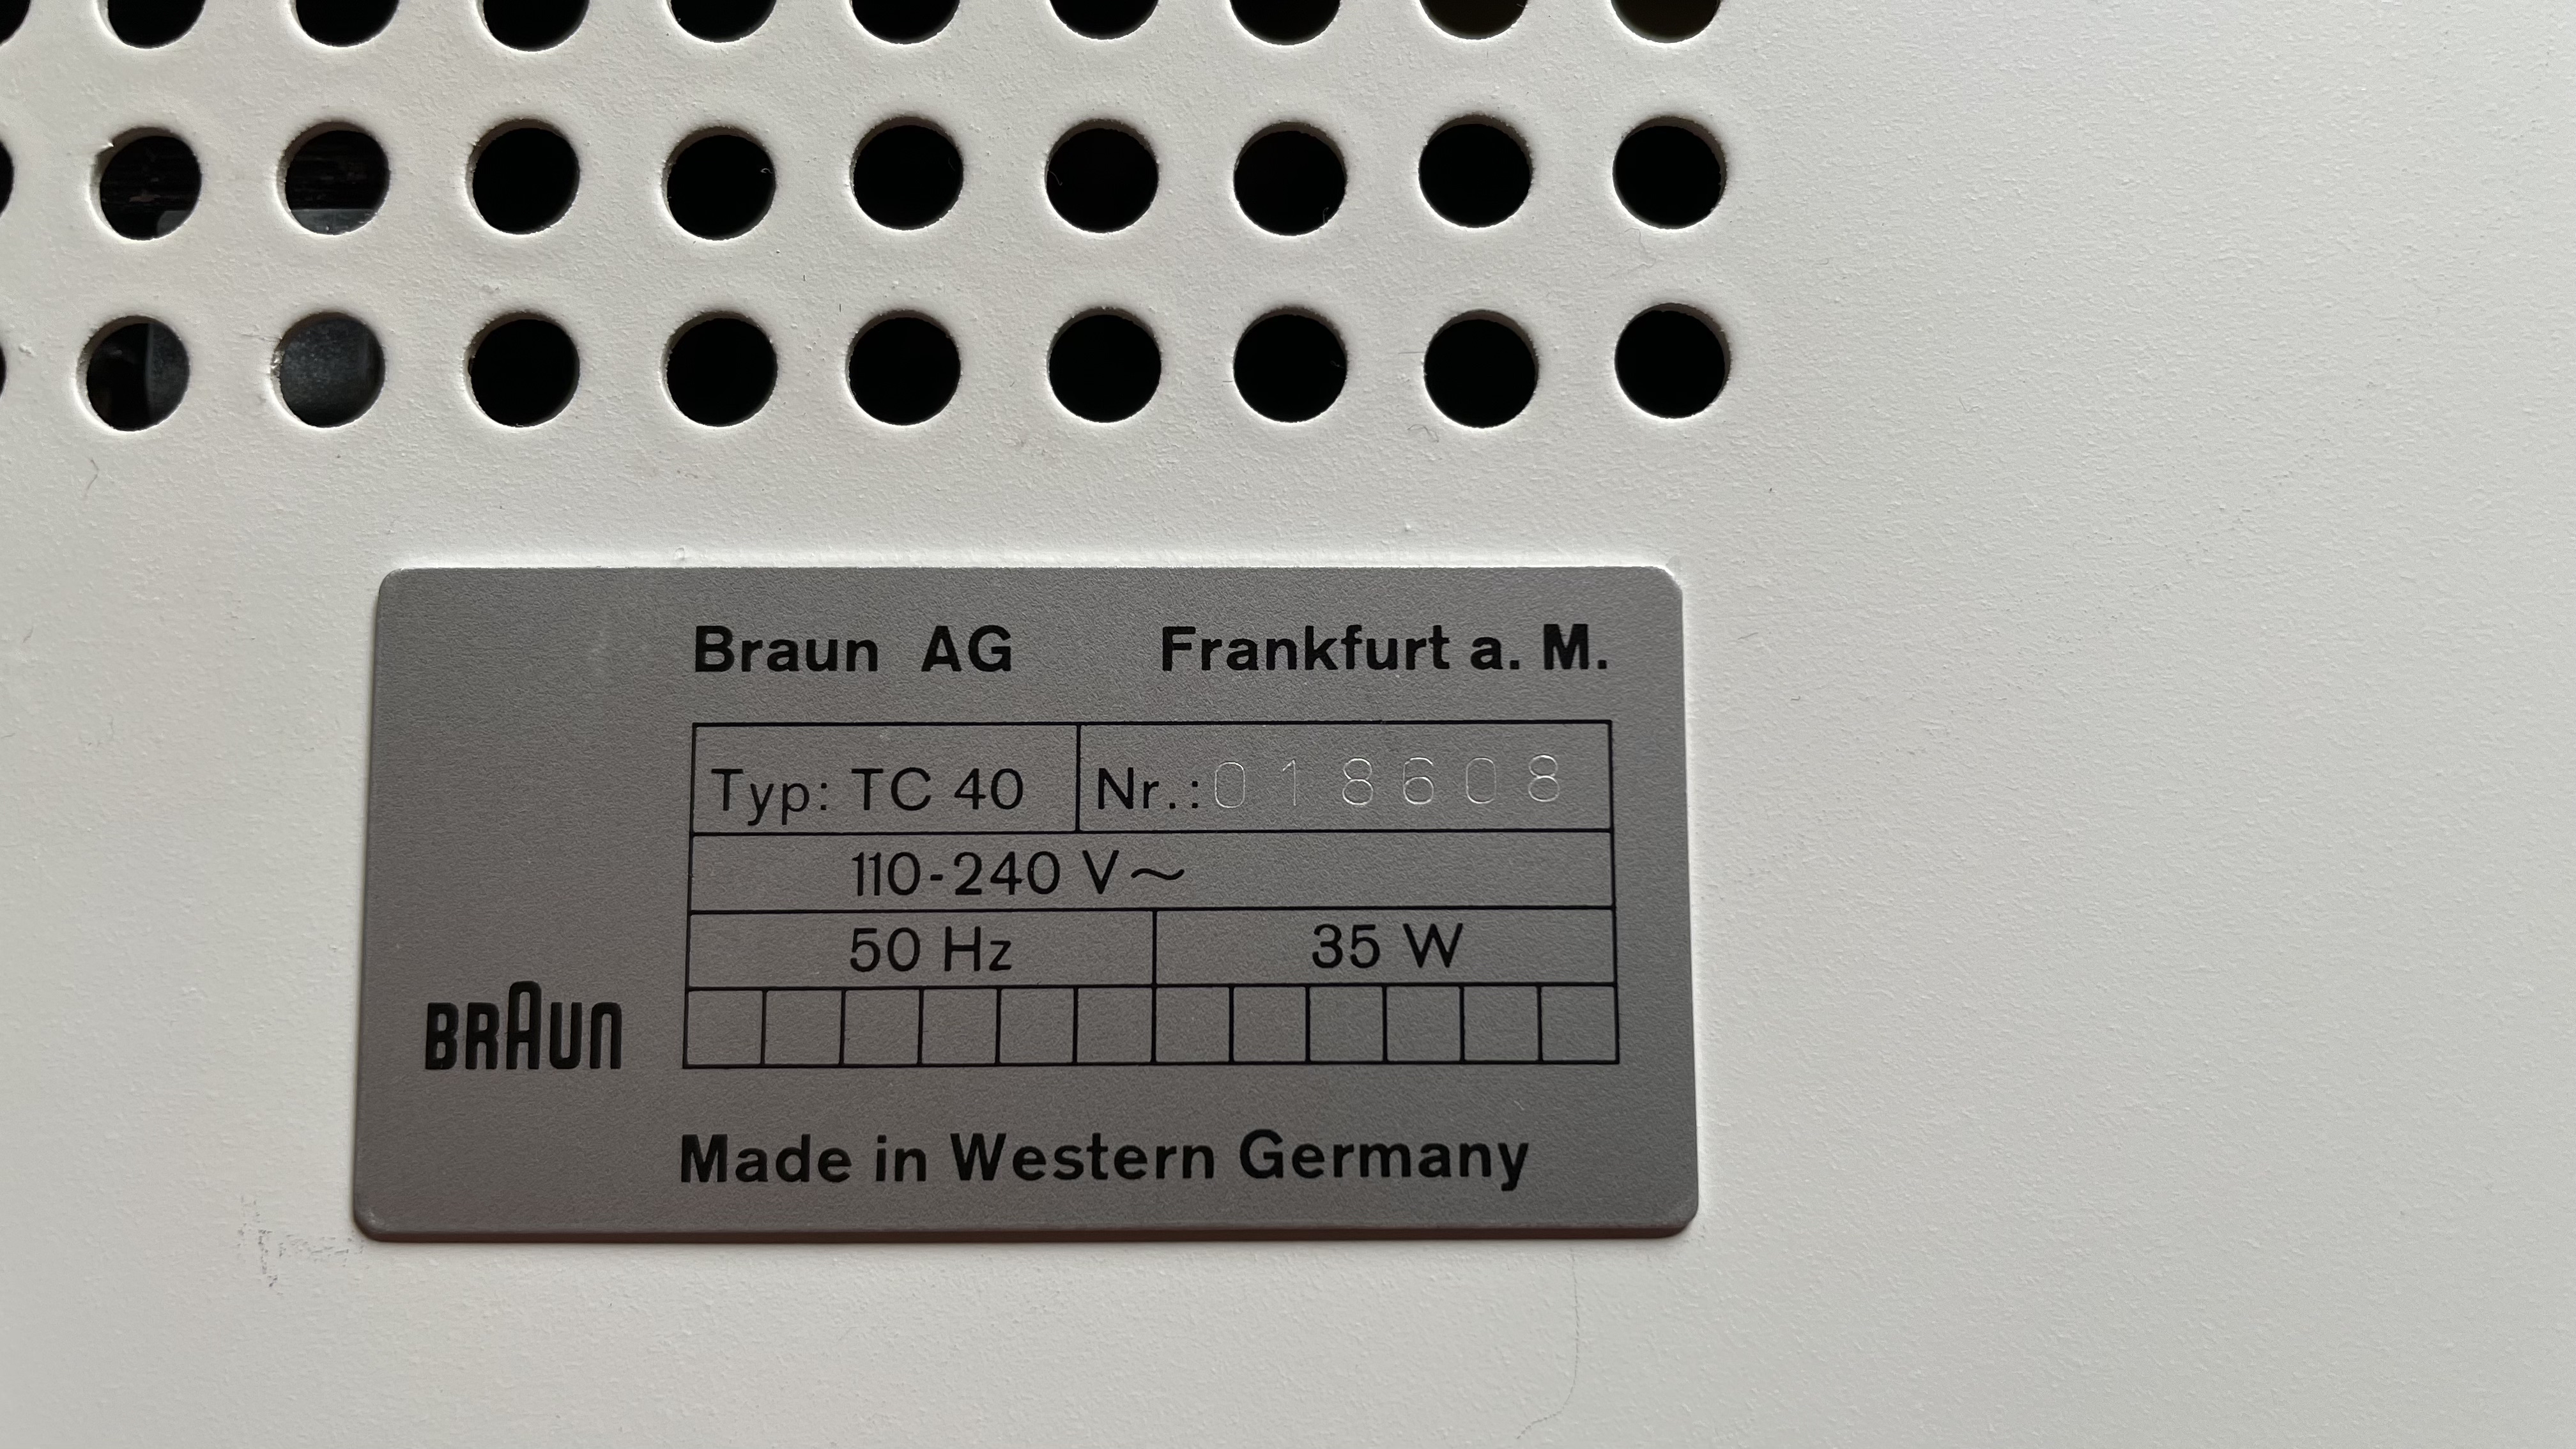 Braun AG Frankfurt a. M.
Typ: TC 40 Nr.: 018608
110-240 V~
50 Hz 35 W
BRAUN
Made in Western Germany